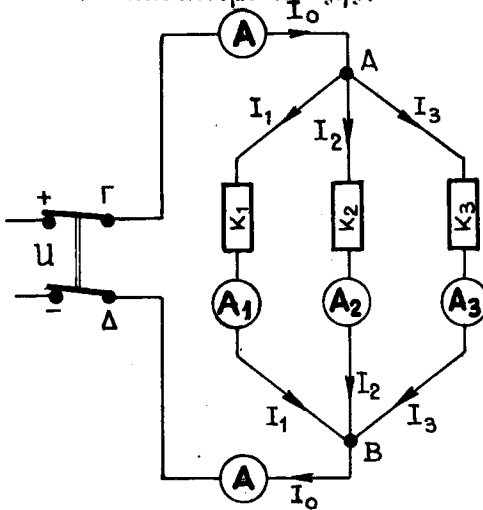 A I₀
A
I₁ I₂ I₃
+ Γ
K₁ K₂ K₃
U
− Δ
A₁ A₂ A₃
I₁ I₂ I₃
B
A
I₀